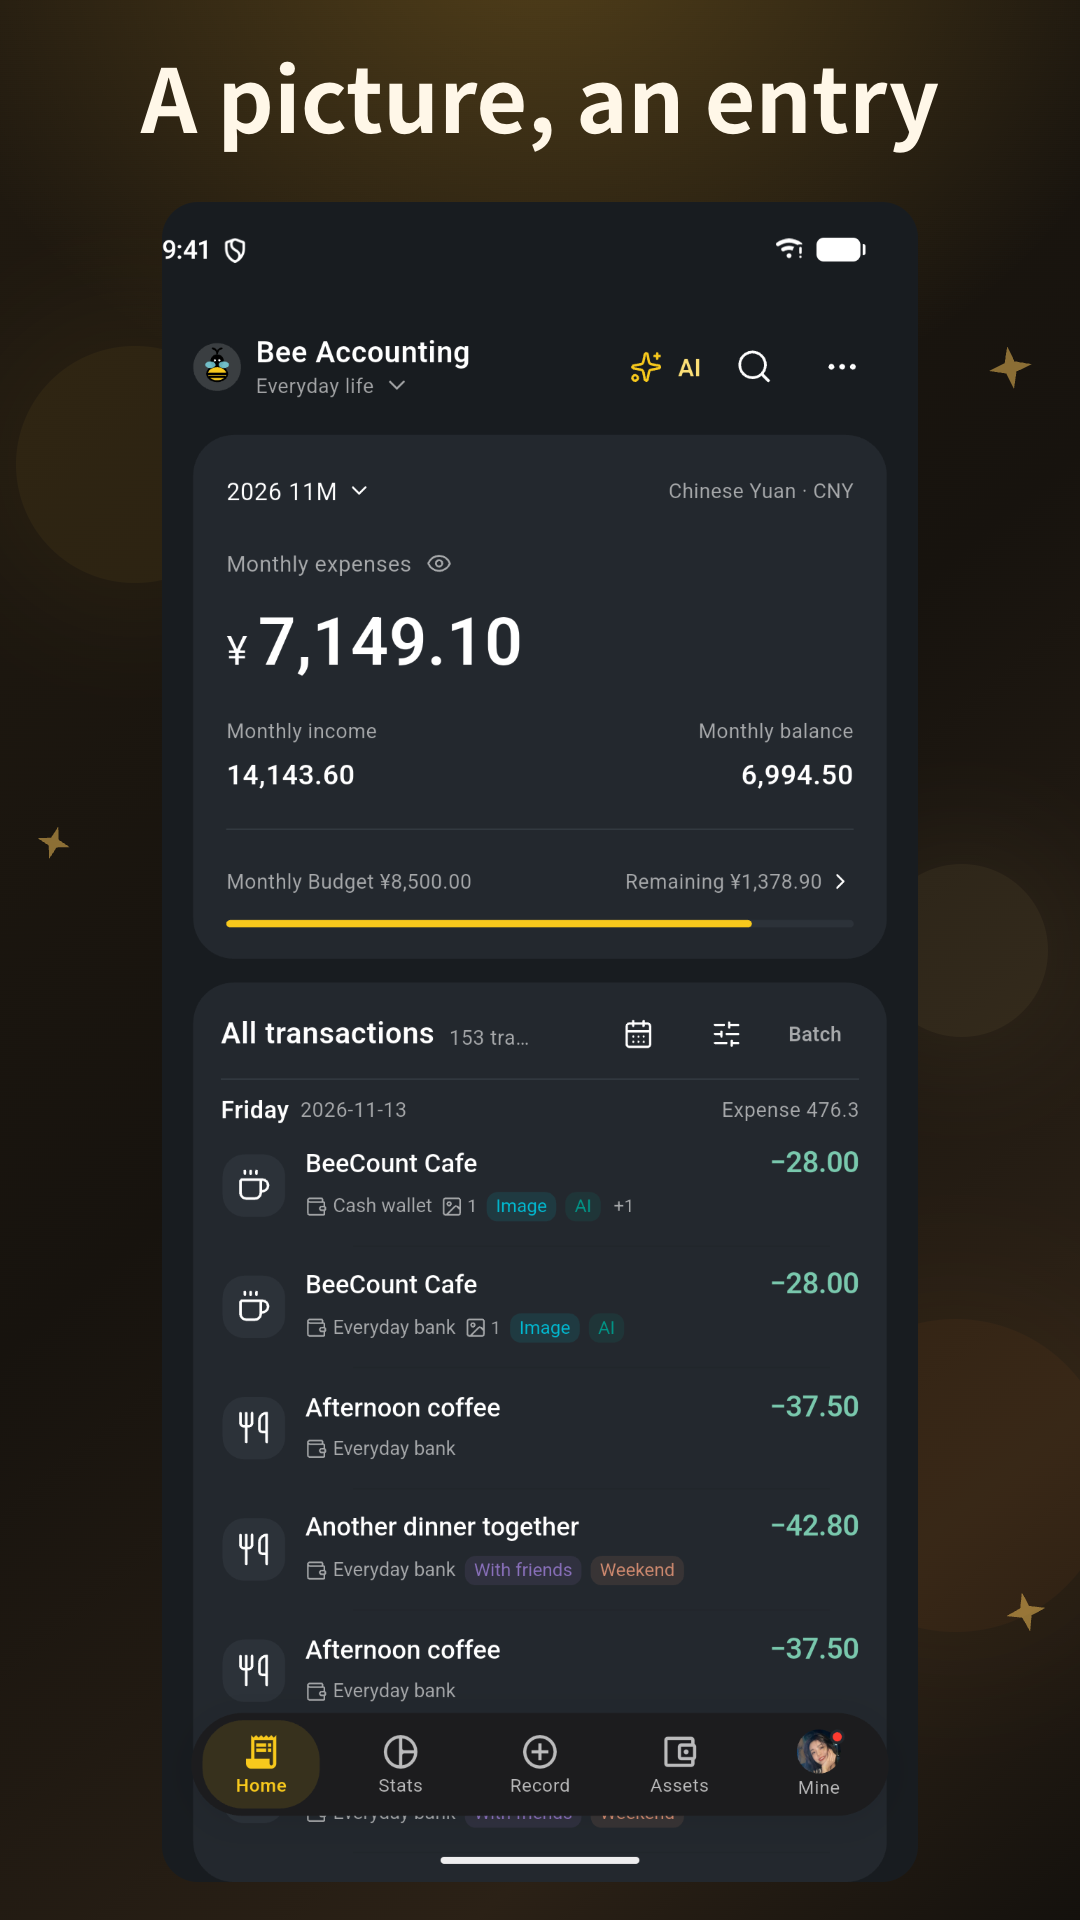 A picture, an entry
9:41
Bee Accounting
Everyday life
AI
2026 11M
Chinese Yuan · CNY
Monthly expenses
¥ 7,149.10
Monthly income
Monthly balance
14,143.60
6,994.50
Monthly Budget ¥8,500.00
Remaining ¥1,378.90
All transactions 153 tra...
Batch
Friday 2026-11-13
Expense 476.3
BeeCount Cafe
−28.00
Cash wallet 1 Image AI +1
BeeCount Cafe
−28.00
Everyday bank 1 Image AI
Afternoon coffee
−37.50
Everyday bank
Another dinner together
−42.80
Everyday bank With friends Weekend
Afternoon coffee
−37.50
Everyday bank
Home
Stats
Record
Assets
Mine
Everyday bank With friends Weekend